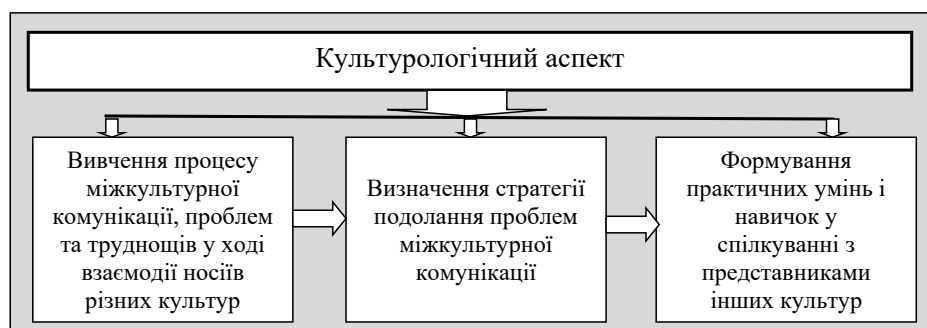 Культурологічний аспект
Вивчення процесу
міжкультурної
комунікації, проблем
та труднощів у ході
взаємодії носіїв
різних культур
Визначення стратегії
подолання проблем
міжкультурної
комунікації
Формування
практичних умінь і
навичок у
спілкуванні з
представниками
інших культур